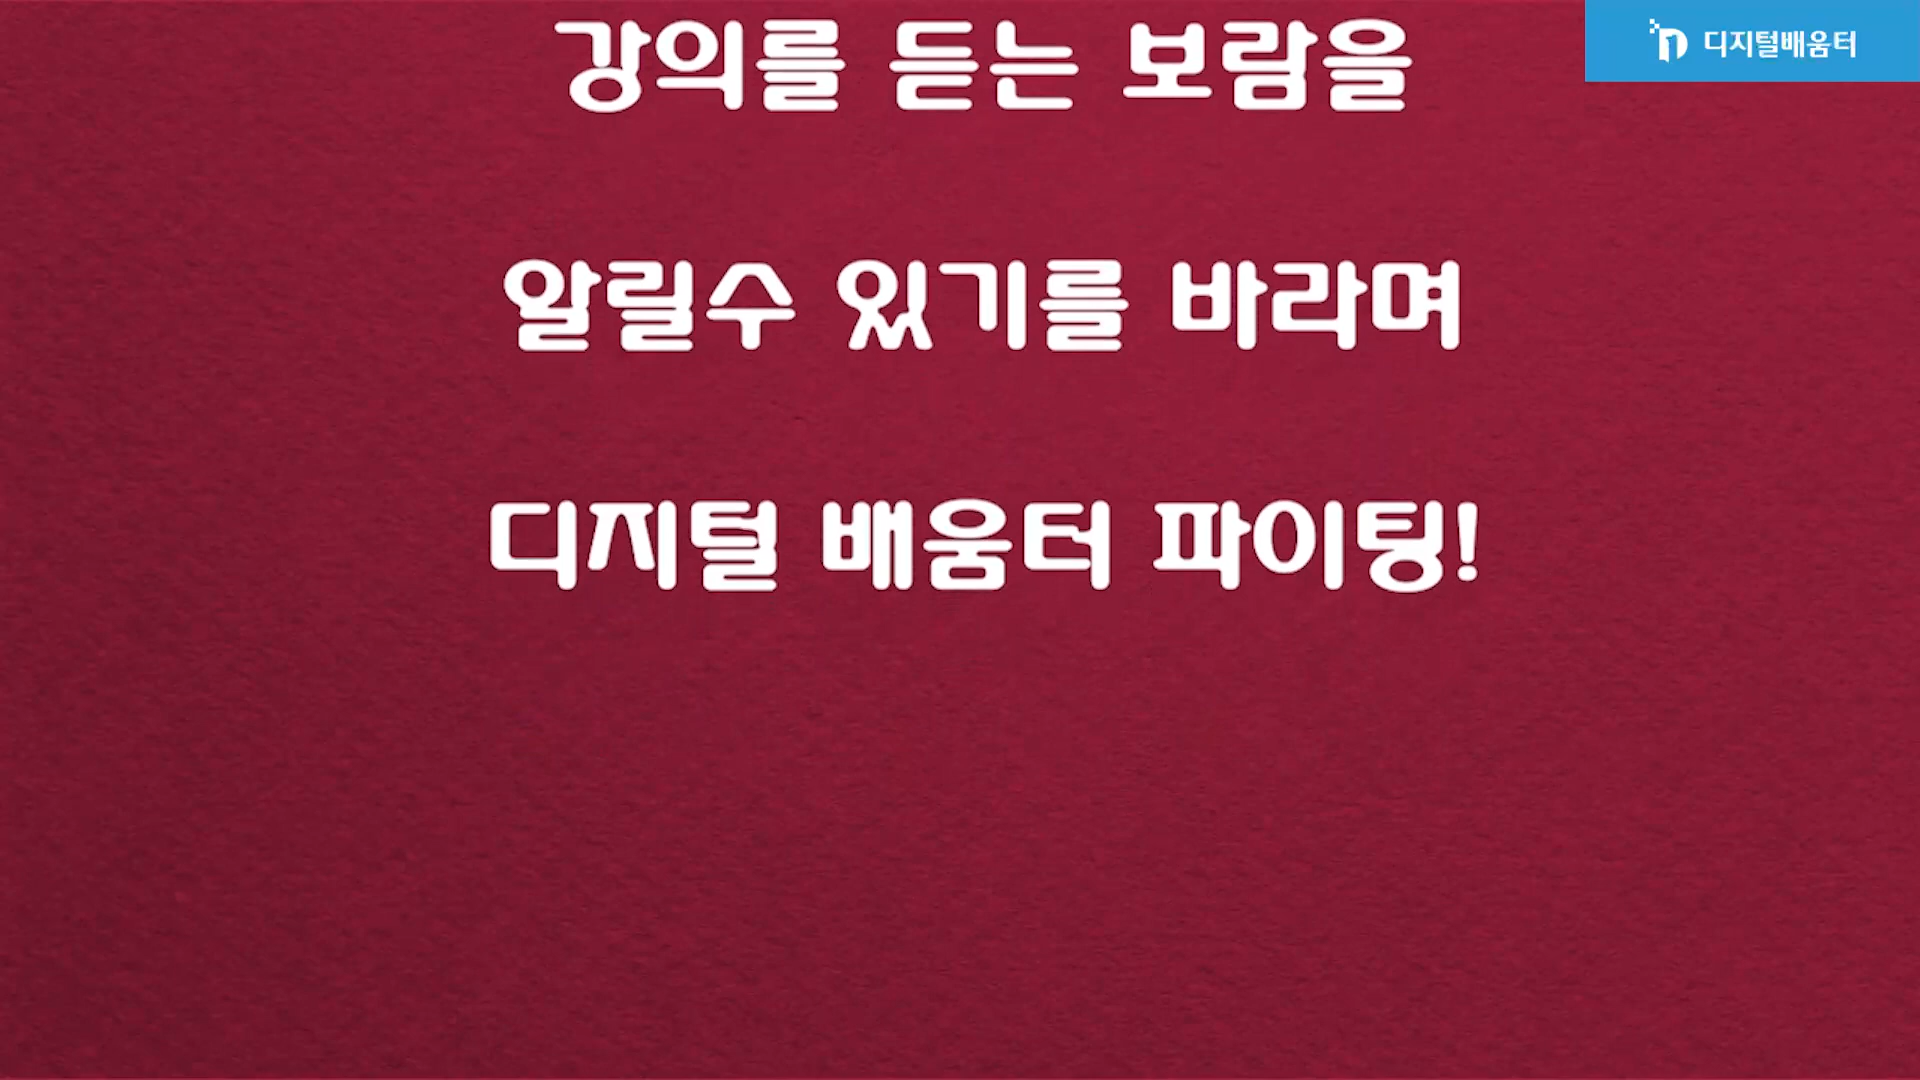 강의를 듣는 보람을
디지털배움터
알릴수 있기를 바라며
디지털 배움터 파이팅!